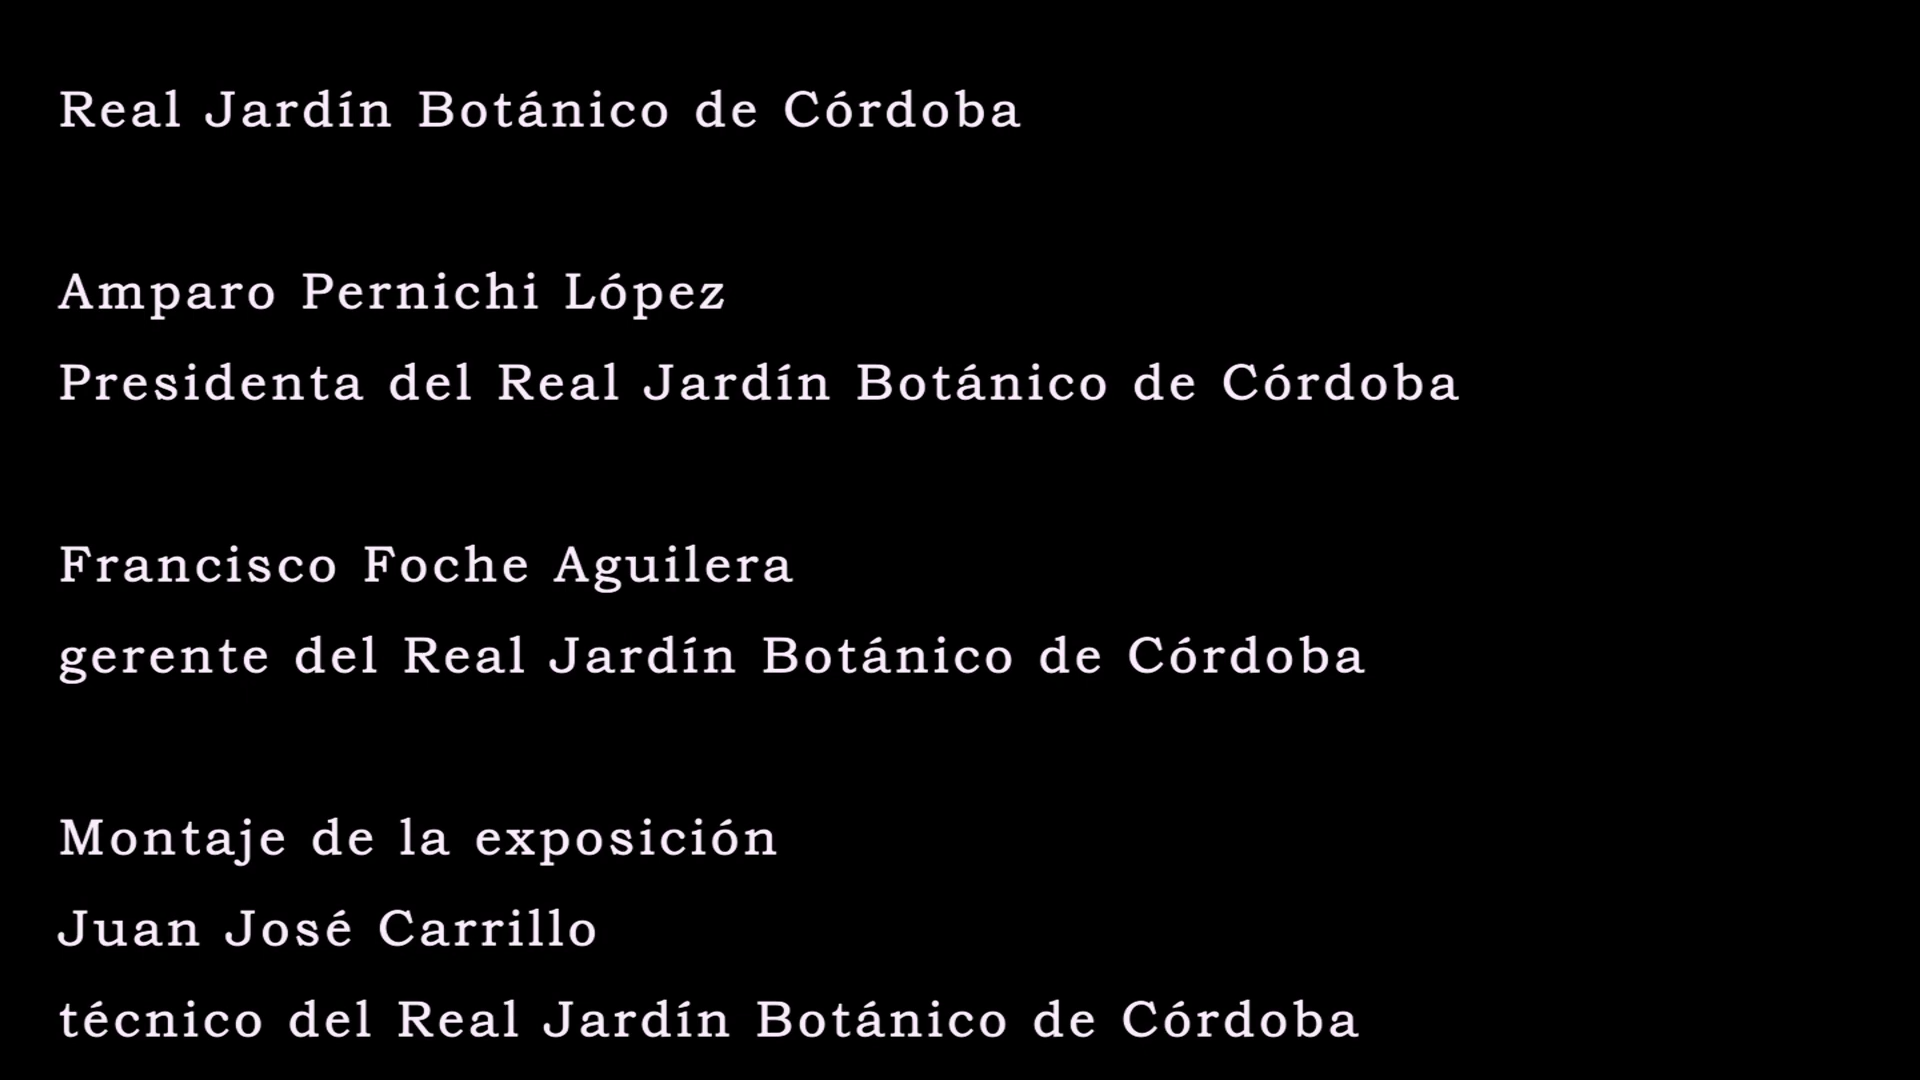 Real Jardín Botánico de Córdoba
Amparo Pernichi López
Presidenta del Real Jardín Botánico de Córdoba
Francisco Foche Aguilera
gerente del Real Jardín Botánico de Córdoba
Montaje de la exposición
Juan José Carrillo
técnico del Real Jardín Botánico de Córdoba